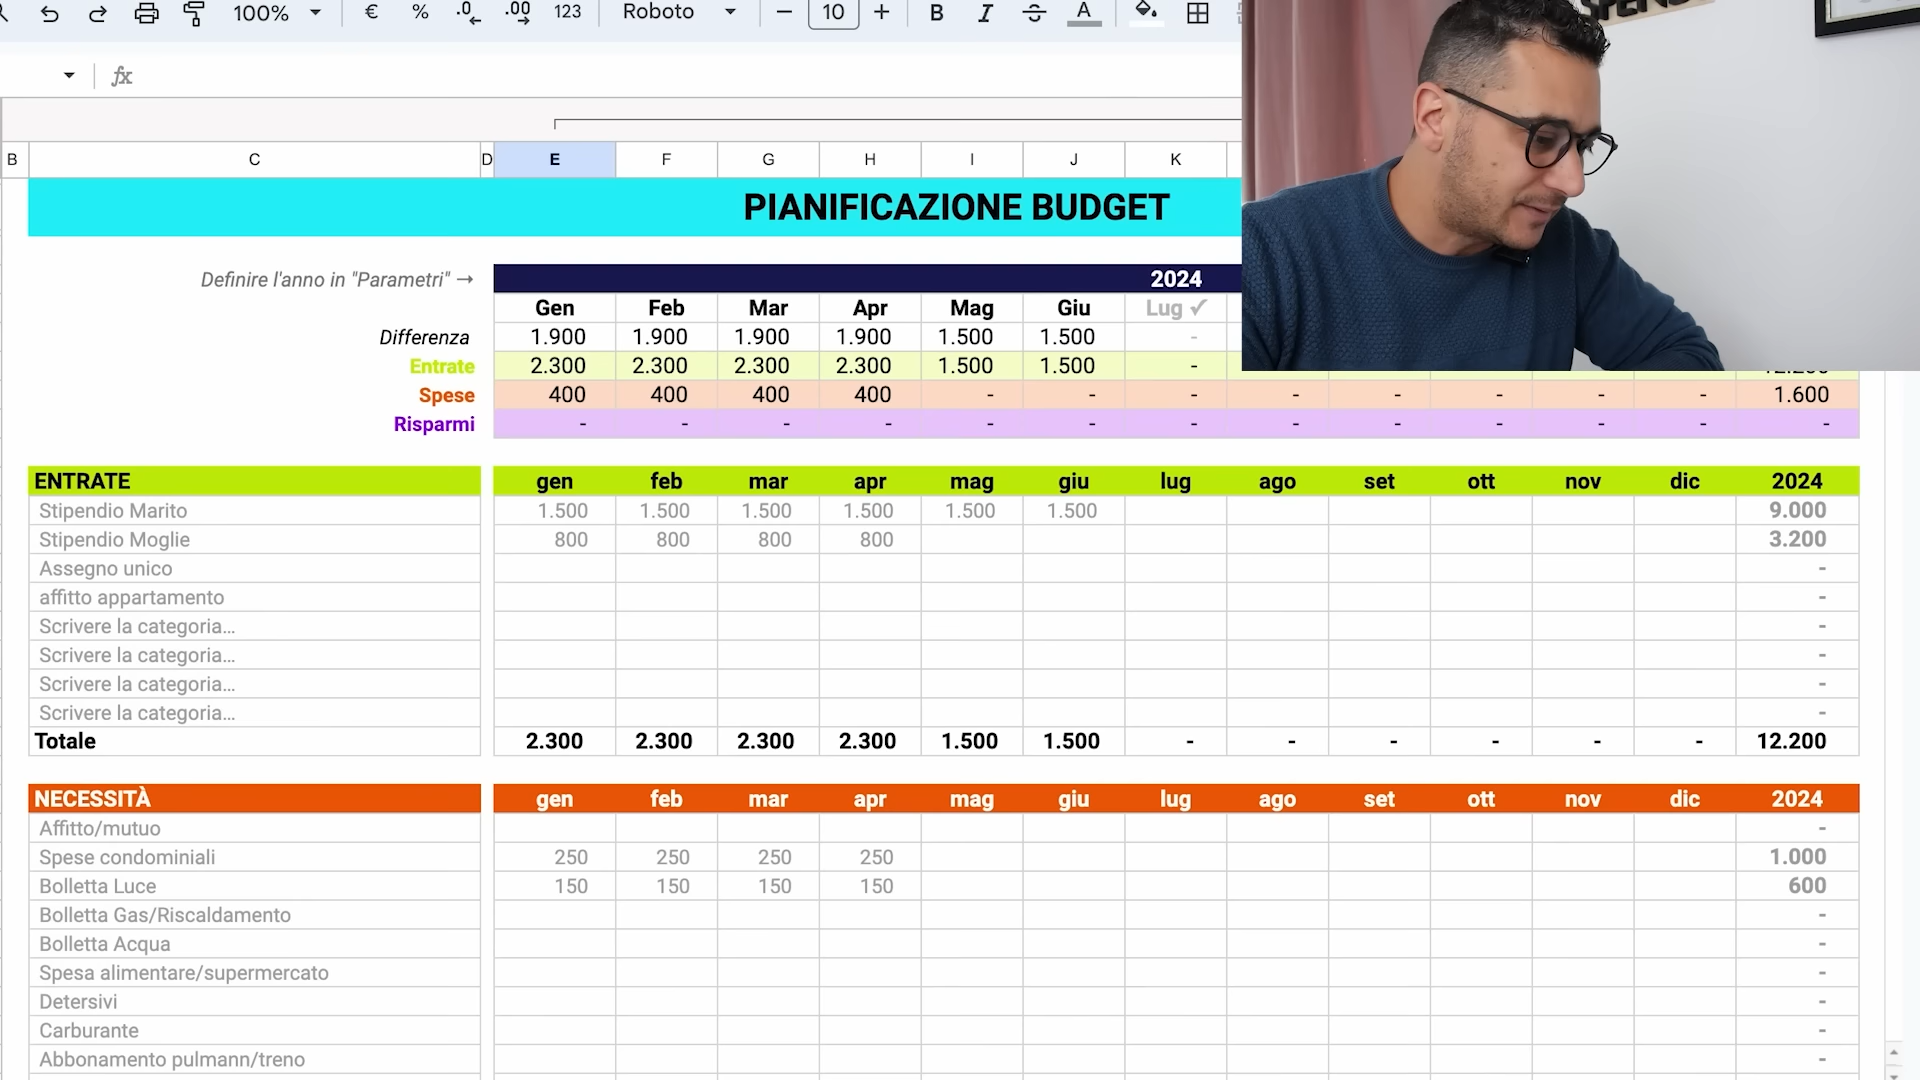 100% € % .0 .00 123 Roboto 10 B I A
fx
B C D E F G H I J K
PIANIFICAZIONE BUDGET
Definire l'anno in "Parametri" → 2024
Gen Feb Mar Apr Mag Giu Lug ✓
Differenza 1.900 1.900 1.900 1.900 1.500 1.500 -
Entrate 2.300 2.300 2.300 2.300 1.500 1.500 -
Spese 400 400 400 400 - - - - - - - - 1.600
Risparmi - - - - - - - - - - - - -
ENTRATE gen feb mar apr mag giu lug ago set ott nov dic 2024
Stipendio Marito 1.500 1.500 1.500 1.500 1.500 1.500 9.000
Stipendio Moglie 800 800 800 800 3.200
Assegno unico -
affitto appartamento -
Scrivere la categoria... -
Scrivere la categoria... -
Scrivere la categoria... -
Scrivere la categoria... -
Totale 2.300 2.300 2.300 2.300 1.500 1.500 - - - - - - 12.200
NECESSITÀ gen feb mar apr mag giu lug ago set ott nov dic 2024
Affitto/mutuo -
Spese condominiali 250 250 250 250 1.000
Bolletta Luce 150 150 150 150 600
Bolletta Gas/Riscaldamento -
Bolletta Acqua -
Spesa alimentare/supermercato -
Detersivi -
Carburante -
Abbonamento pulmann/treno -